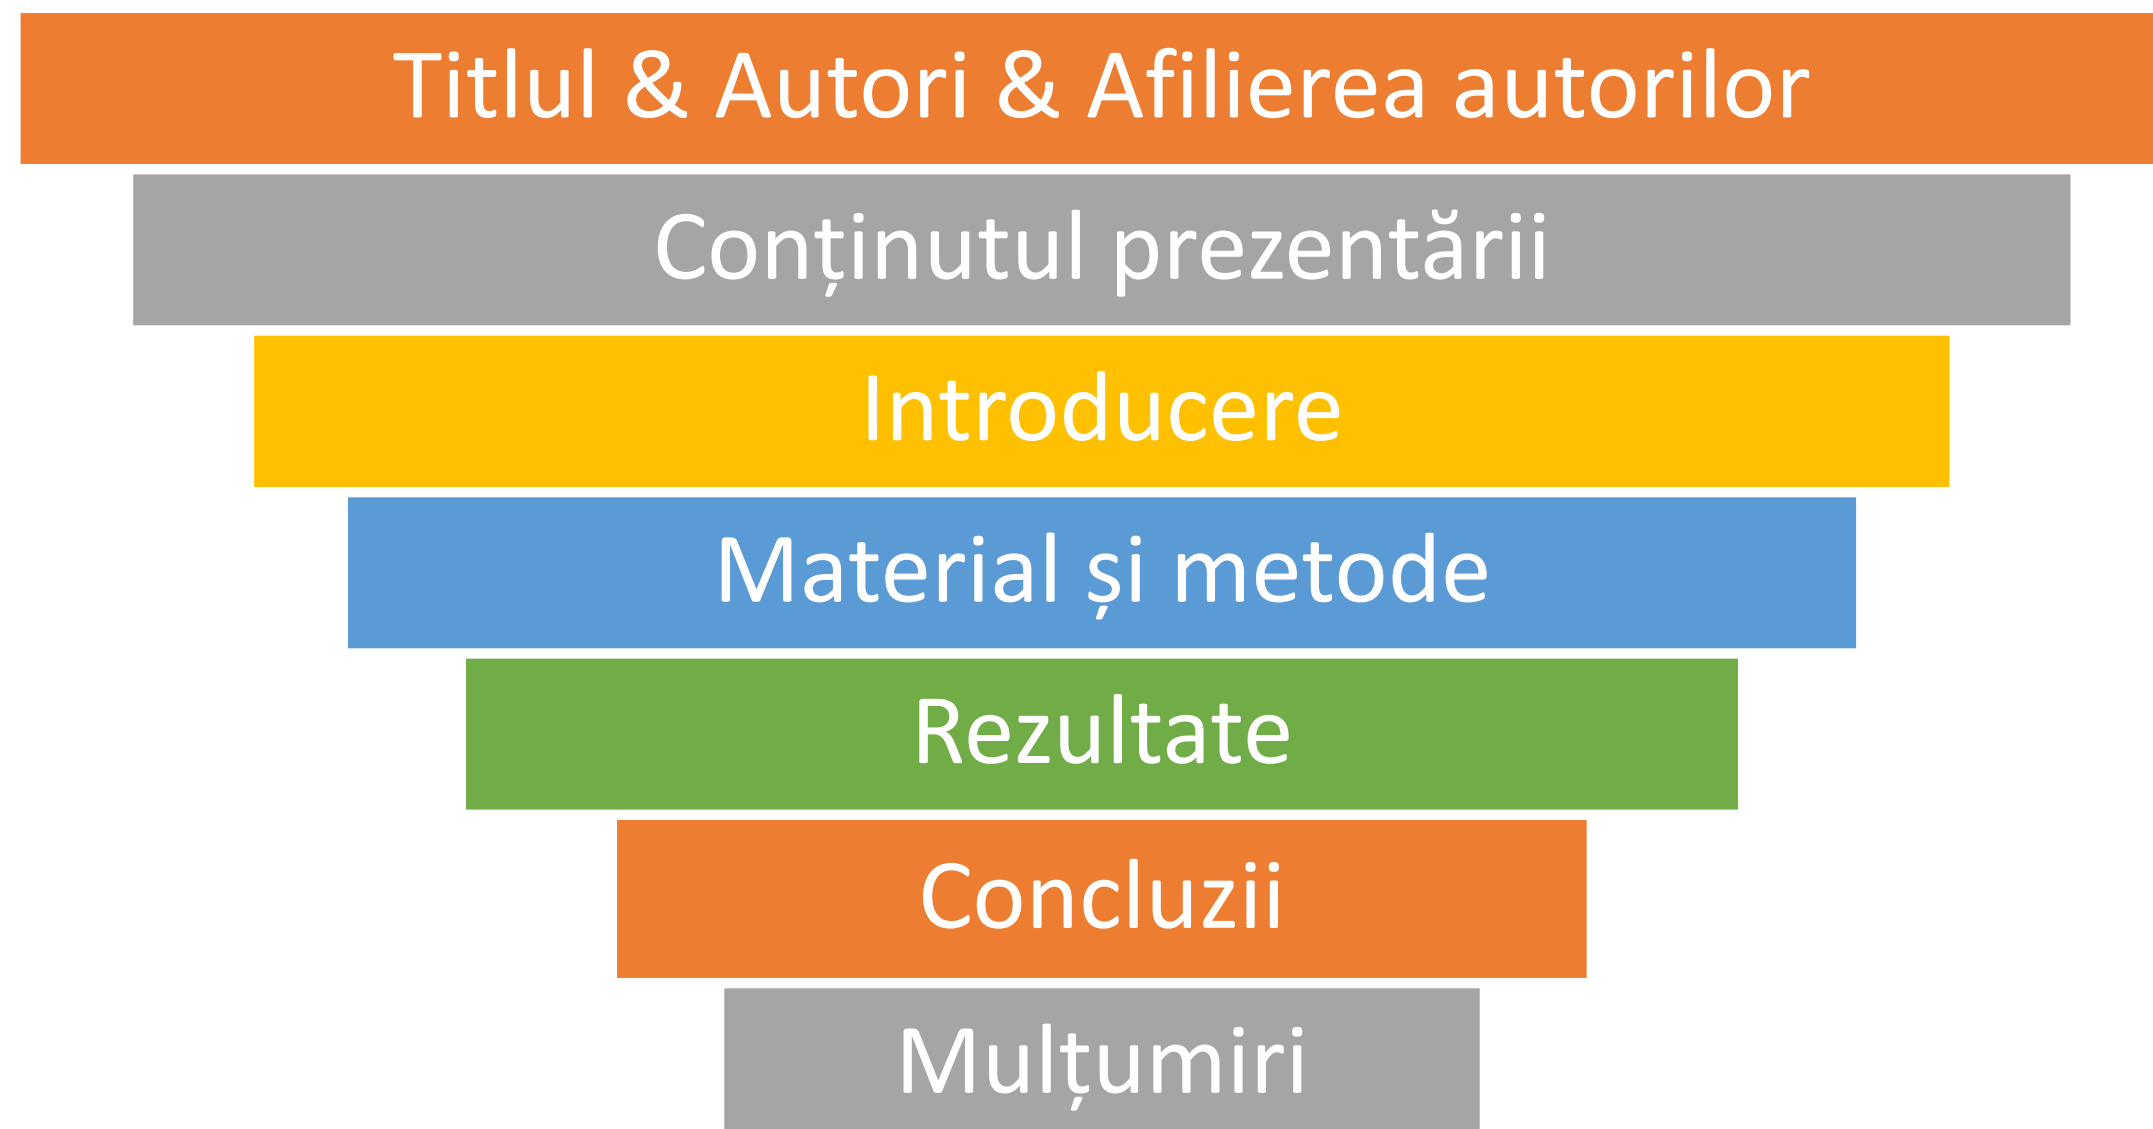 Titlul & Autori & Afilierea autorilor
Conținutul prezentării
Introducere
Material și metode
Rezultate
Concluzii
Mulțumiri